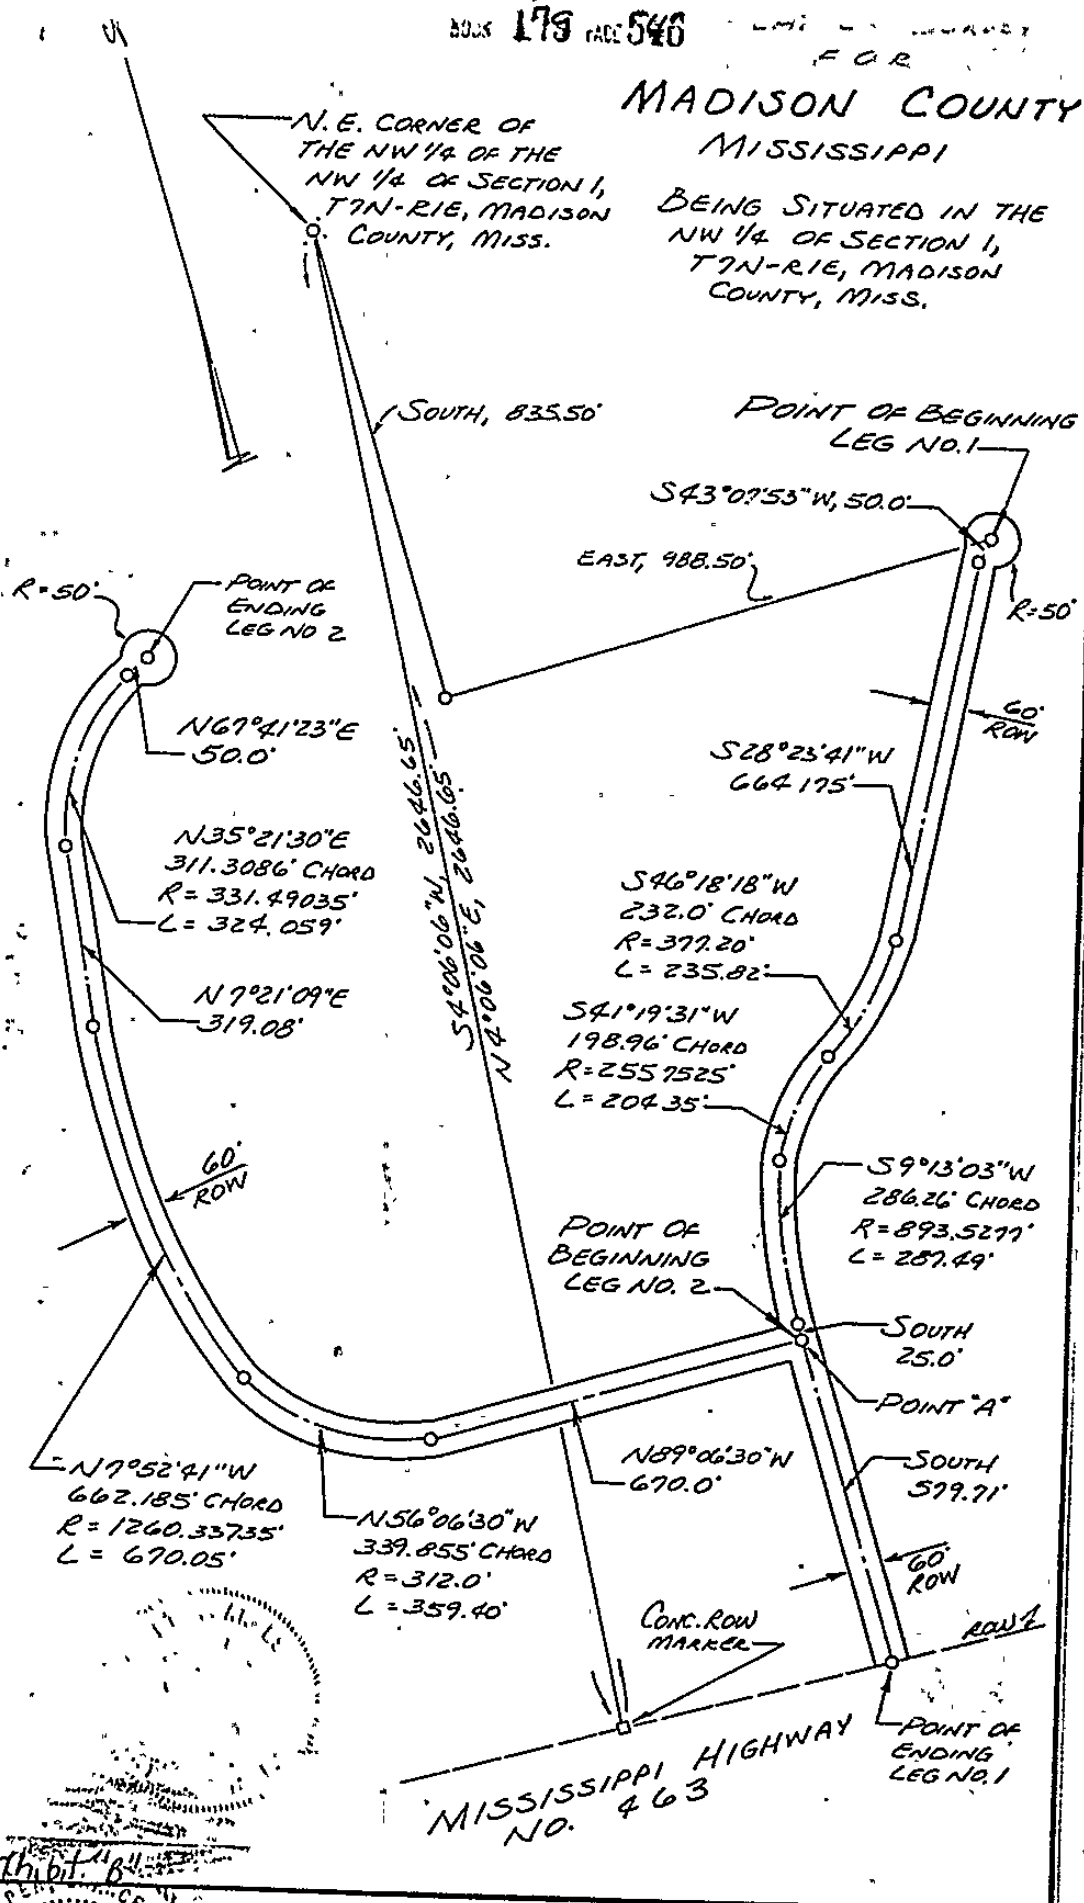 BOOK 179 PAGE 546
FOR
MADISON COUNTY
MISSISSIPPI
BEING SITUATED IN THE
NW 1/4 OF SECTION 1,
T7N-R1E, MADISON
COUNTY, MISS.
N.E. CORNER OF
THE NW 1/4 OF THE
NW 1/4 OF SECTION 1,
T7N-R1E, MADISON
COUNTY, MISS.
SOUTH, 835.50'
POINT OF BEGINNING
LEG NO. 1
S43°07'53"W, 50.0'
EAST, 988.50'
R=50'
R=50'
POINT OF
ENDING
LEG NO 2
N67°41'23"E
50.0'
60'
ROW
S28°23'41"W
664.175'
S4°06'06"W, 2646.65'
N4°06'06"E, 2646.65'
N35°21'30"E
311.3086' CHORD
R=331.49035'
L=324.059'
S46°18'18"W
232.0' CHORD
R=377.20'
L=235.82'
N7°21'09"E
319.08'
S41°19'31"W
198.96' CHORD
R=255.7525'
L=204.35'
60'
ROW
S9°13'03"W
286.26' CHORD
R=893.5277'
L=287.49'
POINT OF
BEGINNING
LEG NO. 2
SOUTH
25.0'
POINT "A"
N7°52'41"W
662.185' CHORD
R=1260.33735'
L=670.05'
N89°06'30"W
670.0'
SOUTH
579.71'
N56°06'30"W
339.855' CHORD
R=312.0'
L=359.40'
60'
ROW
CONC. ROW
MARKER
ROW
POINT OF
ENDING
LEG NO. 1
MISSISSIPPI HIGHWAY
NO. 463
Exhibit "B"